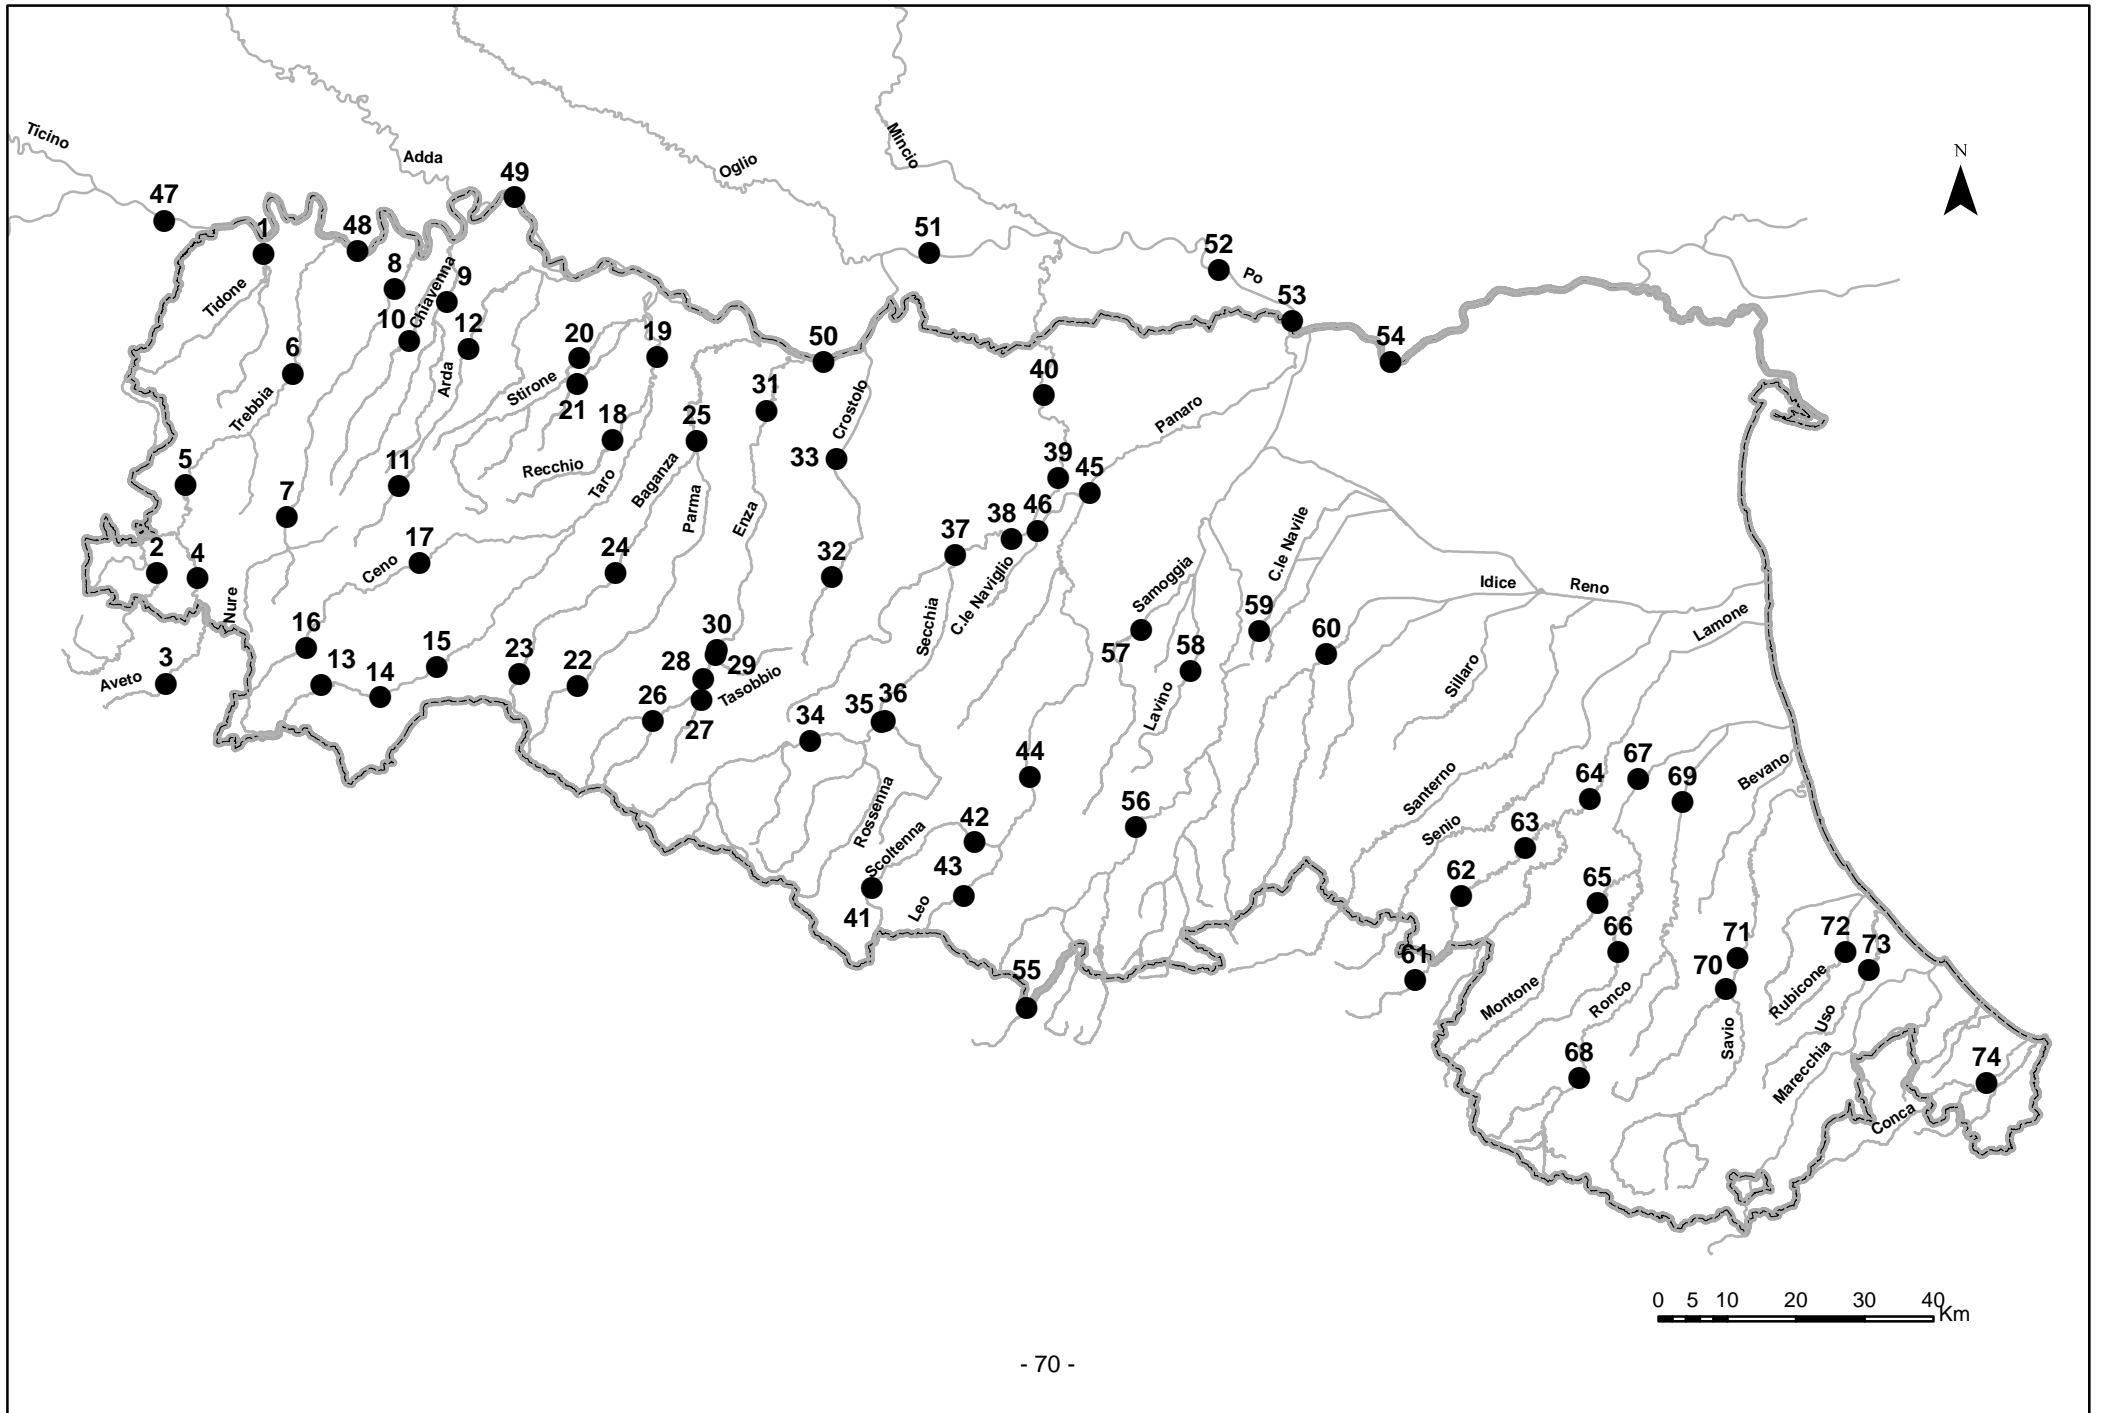 Ticino
Adda
Oglio
Mincio
N
49
47
1
48
51
52
Po
8
Chiavenna
9
53
Tidone
10
12
20
19
50
54
6
Arda
Stirone
21
31
40
Trebbia
18
25
Crostolo
Panaro
5
11
Recchio
Taro
Baganza
33
39
45
7
Parma
Enza
38
46
37
C.le Navile
2
4
17
24
32
Ceno
Samoggia
Idice
Reno
Nure
16
C.le Naviglio
Secchia
59
60
Lamone
30
57
58
3
Aveto
13
14
15
23
22
28
29
Tasobbio
Sillaro
26
27
35
36
34
Lavino
44
67
64
69
Bevano
Rossenna
Santerno
56
42
Scoltenna
Senio
63
43
62
65
41
Leo
66
72
73
71
61
55
70
Montone
Ronco
Rubicone
Uso
Savio
68
Marecchia
74
Conca
0 5 10 20 30 40
Km
- 70 -